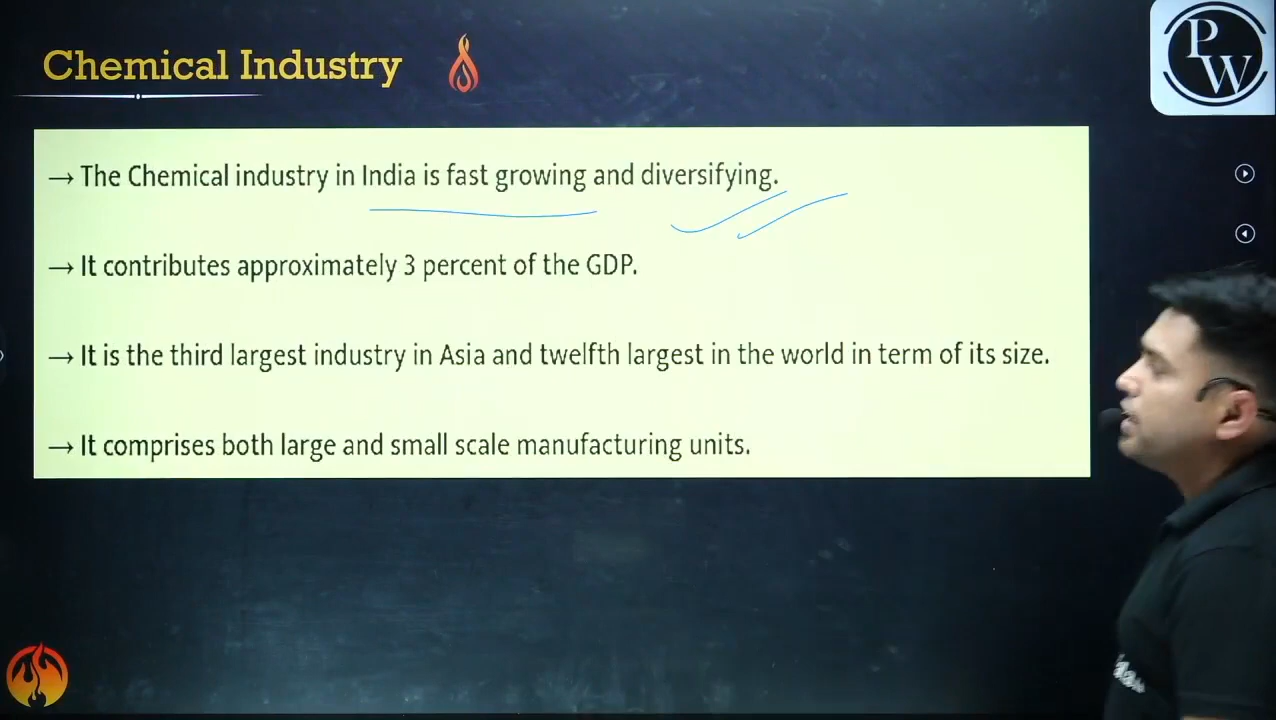 Chemical Industry
PW
→ The Chemical industry in India is fast growing and diversifying.
→ It contributes approximately 3 percent of the GDP.
→ It is the third largest industry in Asia and twelfth largest in the world in term of its size.
→ It comprises both large and small scale manufacturing units.